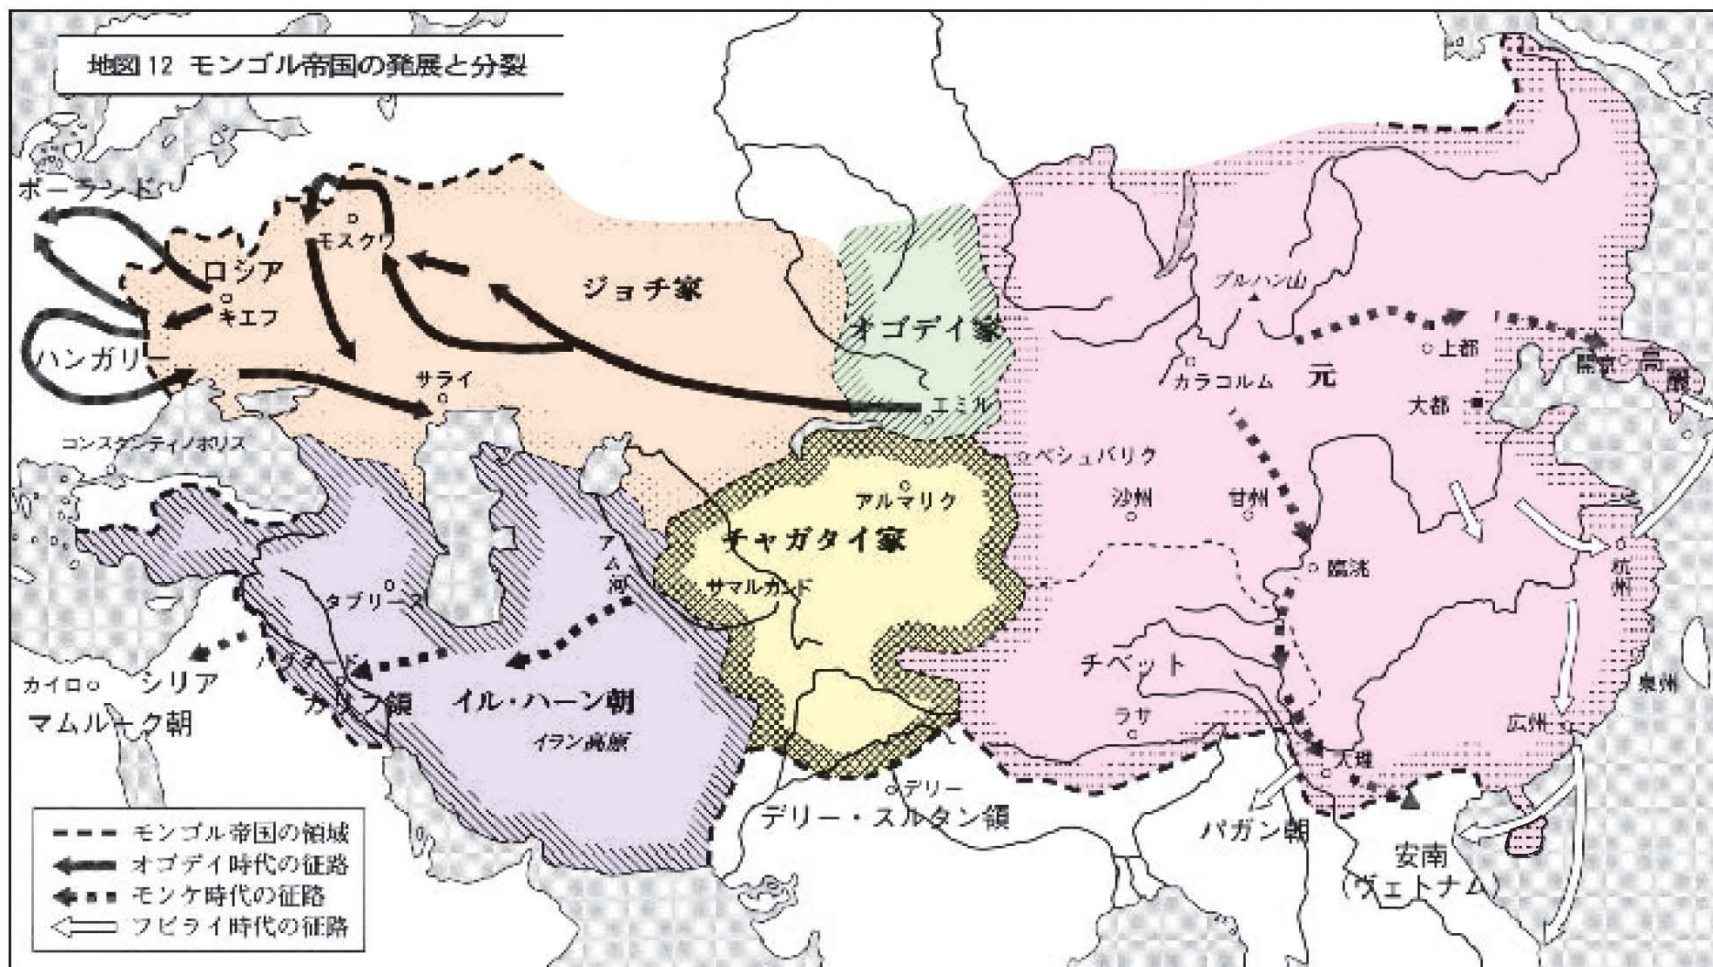 地図12 モンゴル帝国の発展と分裂
ポーランド
モスクワ
ロシア
キエフ
ハンガリー
サライ
コンスタンティノポリス
ジョチ家
オゴデイ家
エミル
ブルハン山
カラコルム
元
上都
大都
開京
高麗
ベシュバリク
沙州
甘州
アルマリク
チャガタイ家
サマルカンド
アム河
臨洮
杭州
タブリーズ
バグダード
カリフ領
カイロ
シリア
マムルーク朝
イル・ハーン朝
イラン高原
チベット
ラサ
泉州
広州
大理
デリー
デリー・スルタン領
パガン朝
安南
(ヴェトナム)
モンゴル帝国の領域
オゴデイ時代の征路
モンケ時代の征路
フビライ時代の征路